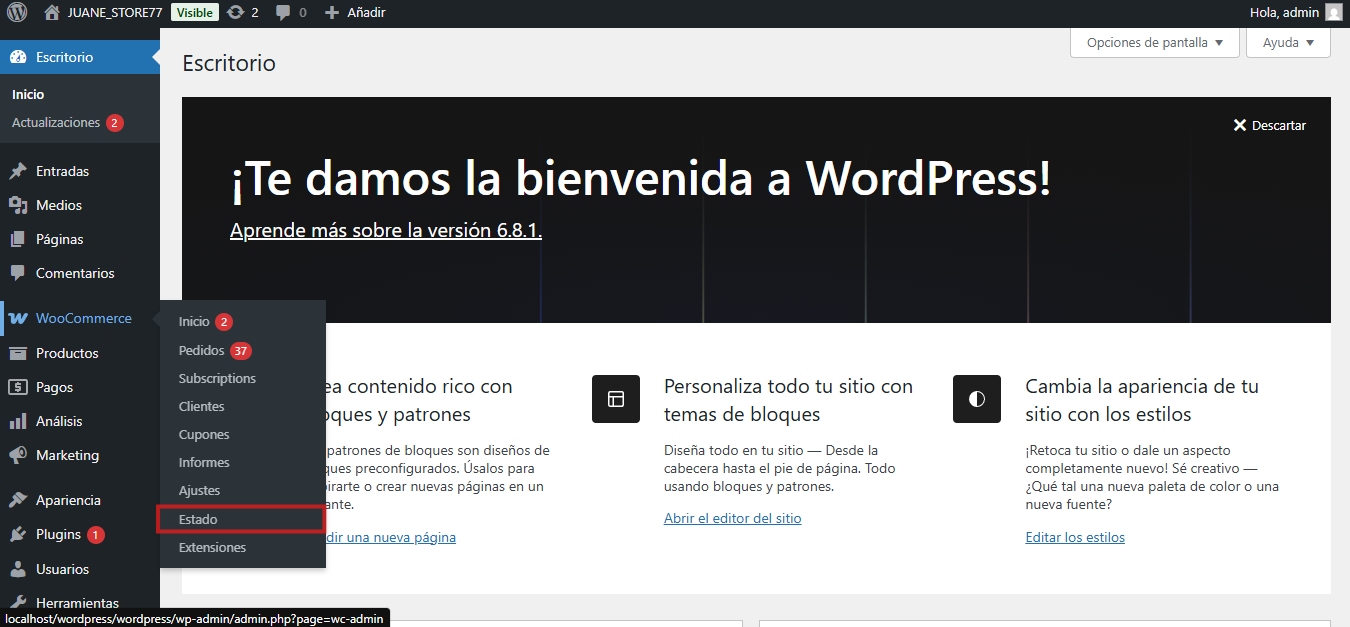 JUANE_STORE77 Visible 2 0 Añadir Hola, admin
Opciones de pantalla ▼ Ayuda ▼
Escritorio
Inicio
Actualizaciones 2
Entradas
Medios
Páginas
Comentarios
WooCommerce
Productos
Pagos
Análisis
Marketing
Apariencia
Plugins 1
Usuarios
Herramientas
Inicio 2
Pedidos 37
Subscriptions
Clientes
Cupones
Informes
Ajustes
Estado
Extensiones
Escritorio
Descartar
¡Te damos la bienvenida a WordPress!
Aprende más sobre la versión 6.8.1.
ea contenido rico con
oques y patrones
patrones de bloques son diseños de
ques preconfigurados. Úsalos para
pirarte o crear nuevas páginas en un
ante.
dir una nueva página
Personaliza todo tu sitio con
temas de bloques
Diseña todo en tu sitio — Desde la
cabecera hasta el pie de página. Todo
usando bloques y patrones.
Abrir el editor del sitio
Cambia la apariencia de tu
sitio con los estilos
¡Retoca tu sitio o dale un aspecto
completamente nuevo! Sé creativo —
¿Qué tal una nueva paleta de color o una
nueva fuente?
Editar los estilos
localhost/wordpress/wordpress/wp-admin/admin.php?page=wc-admin